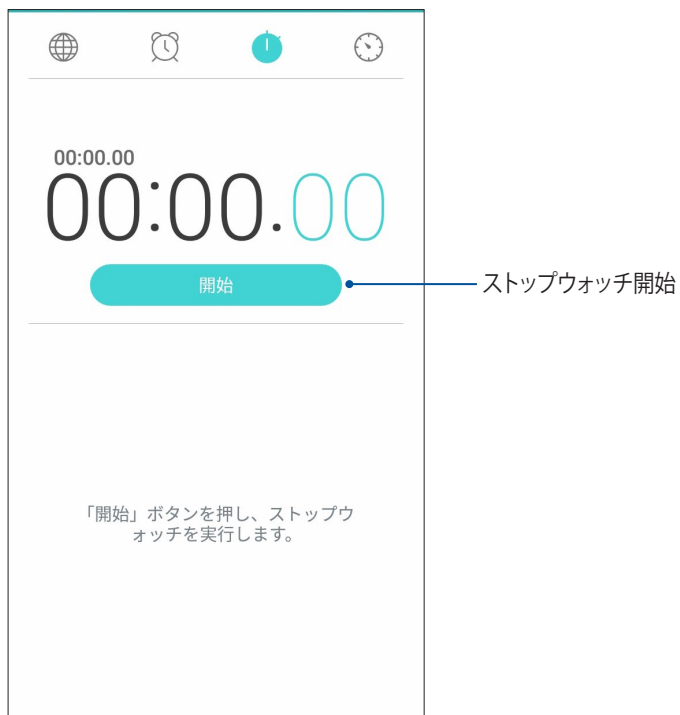 00:00.00
00:00.00
開始
ストップウォッチ開始
「開始」ボタンを押し、ストップウ
ォッチを実行します。